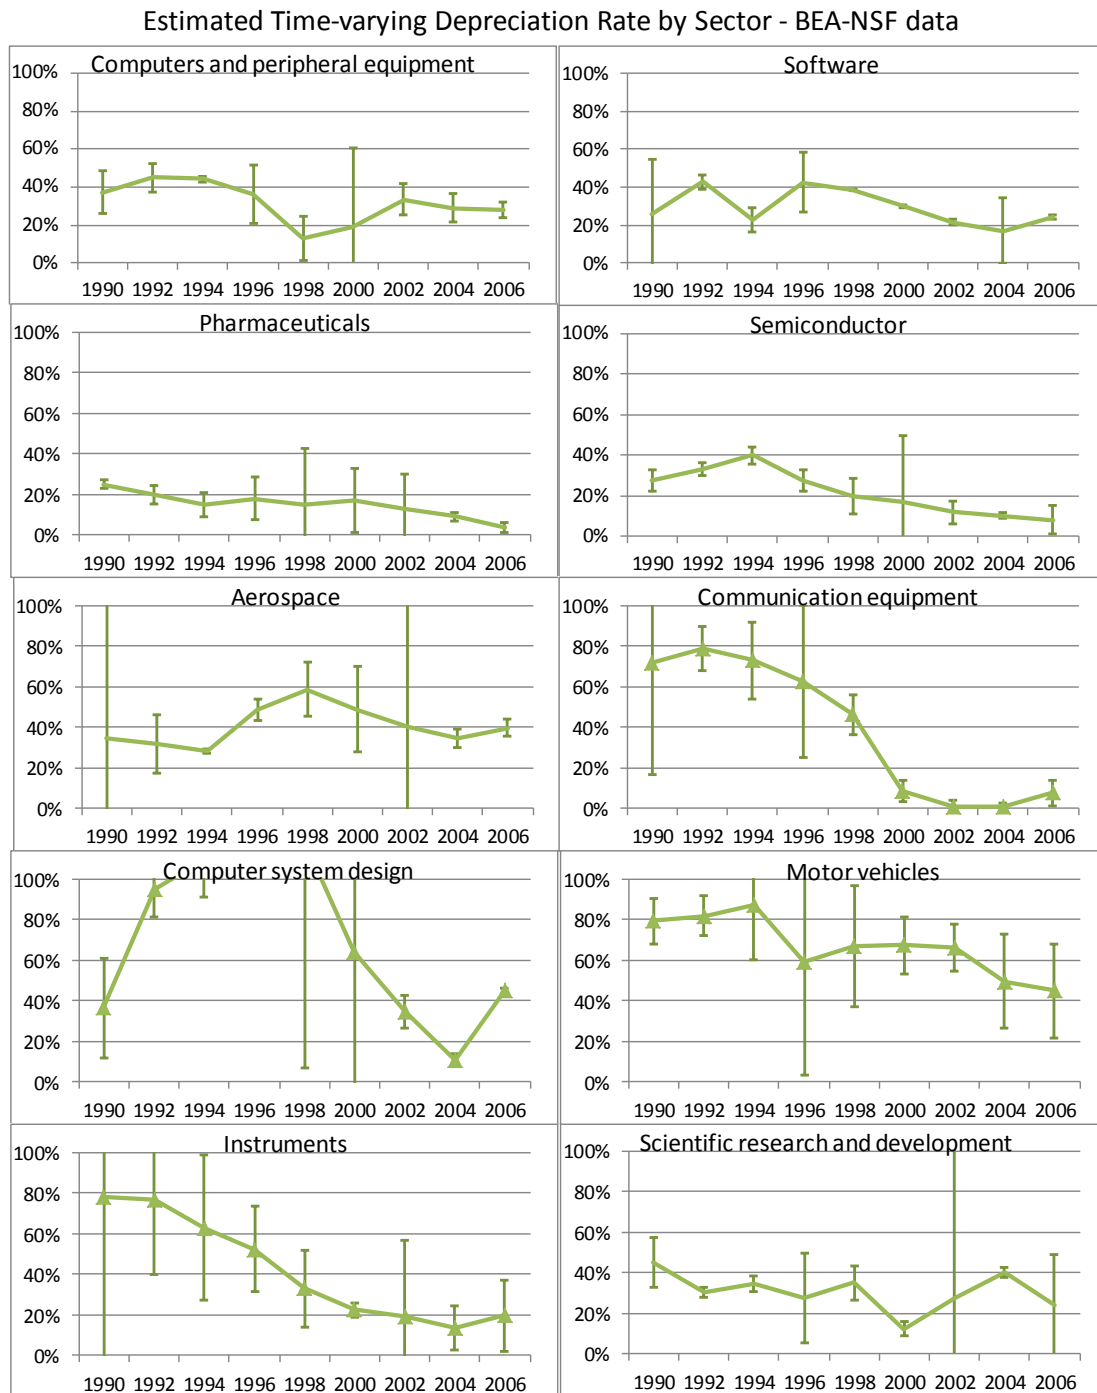 Estimated Time-varying Depreciation Rate by Sector - BEA-NSF data
Computers and peripheral equipment
100%
80%
60%
40%
20%
0%
1990 1992 1994 1996 1998 2000 2002 2004 2006
Software
100%
80%
60%
40%
20%
0%
1990 1992 1994 1996 1998 2000 2002 2004 2006
Pharmaceuticals
100%
80%
60%
40%
20%
0%
1990 1992 1994 1996 1998 2000 2002 2004 2006
Semiconductor
100%
80%
60%
40%
20%
0%
1990 1992 1994 1996 1998 2000 2002 2004 2006
Aerospace
100%
80%
60%
40%
20%
0%
1990 1992 1994 1996 1998 2000 2002 2004 2006
Communication equipment
100%
80%
60%
40%
20%
0%
1990 1992 1994 1996 1998 2000 2002 2004 2006
Computer system design
100%
80%
60%
40%
20%
0%
1990 1992 1994 1996 1998 2000 2002 2004 2006
Motor vehicles
100%
80%
60%
40%
20%
0%
1990 1992 1994 1996 1998 2000 2002 2004 2006
Instruments
100%
80%
60%
40%
20%
0%
1990 1992 1994 1996 1998 2000 2002 2004 2006
Scientific research and development
100%
80%
60%
40%
20%
0%
1990 1992 1994 1996 1998 2000 2002 2004 2006